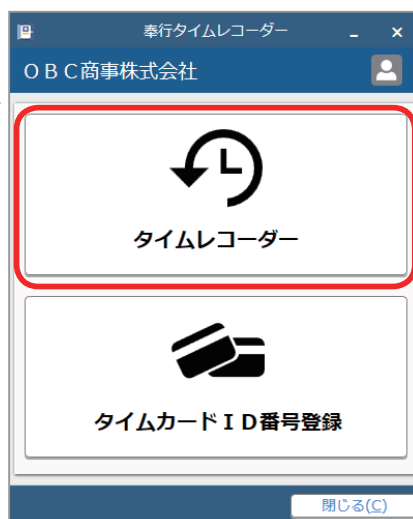 奉行タイムレコーダー
ＯＢＣ商事株式会社
タイムレコーダー
タイムカードＩＤ番号登録
閉じる(C)